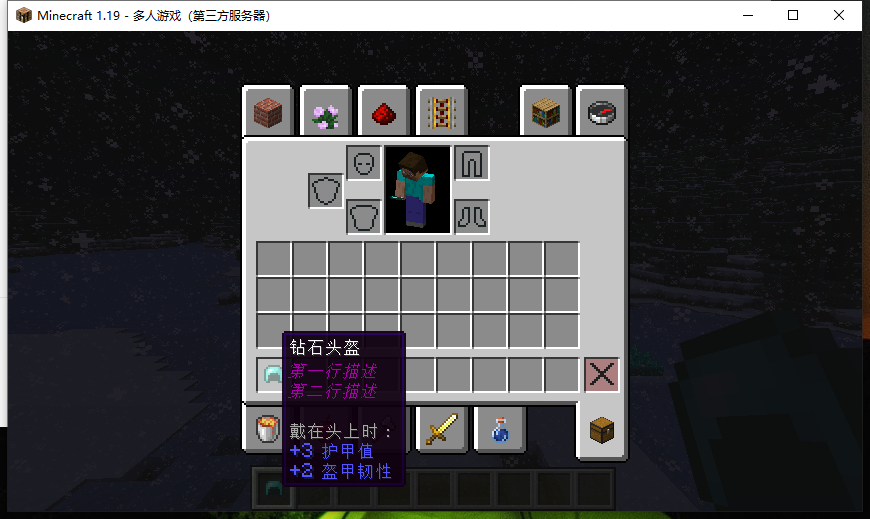 Minecraft 1.19 - 多人游戏（第三方服务器）
钻石头盔
第一行描述
第二行描述
戴在头上时：
+3 护甲值
+2 盔甲韧性